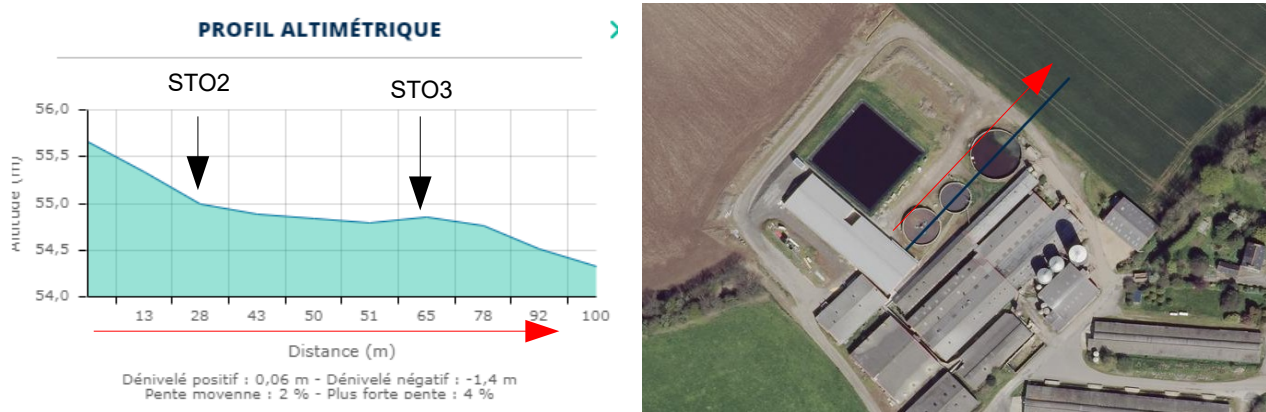 PROFIL ALTIMÉTRIQUE
STO2
STO3
56,0
55,5
55,0
54,5
54,0
Altitude (m)
13 28 43 50 51 65 78 92 100
Distance (m)
Dénivelé positif : 0,06 m - Dénivelé négatif : -1,4 m
Pente moyenne : 2 % - Plus forte pente : 4 %